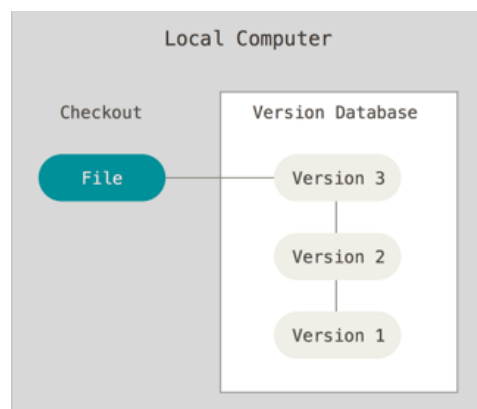 Local Computer
Checkout
Version Database
File
Version 3
Version 2
Version 1